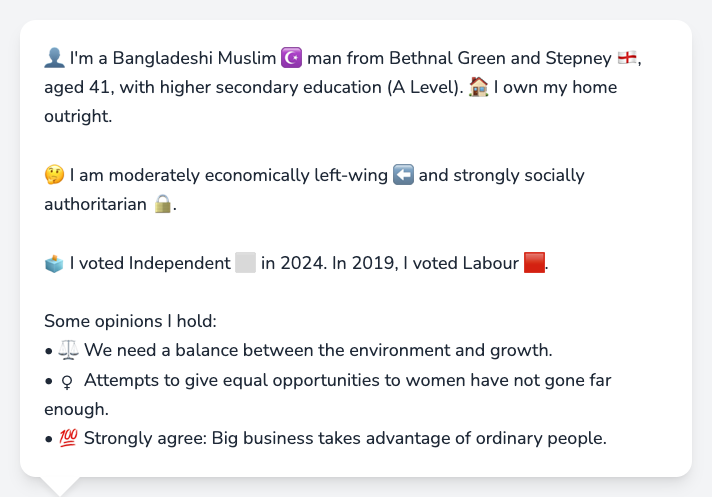 👤 I'm a Bangladeshi Muslim ☪️ man from Bethnal Green and Stepney 🏴󠁧󠁢󠁥󠁮󠁧󠁿,
aged 41, with higher secondary education (A Level). 🏠 I own my home
outright.
🤔 I am moderately economically left-wing ⬅️ and strongly socially
authoritarian 🔒.
🗳️ I voted Independent ⬜ in 2024. In 2019, I voted Labour 🟥.
Some opinions I hold:
• ⚖️ We need a balance between the environment and growth.
• ♀ Attempts to give equal opportunities to women have not gone far
enough.
• 💯 Strongly agree: Big business takes advantage of ordinary people.